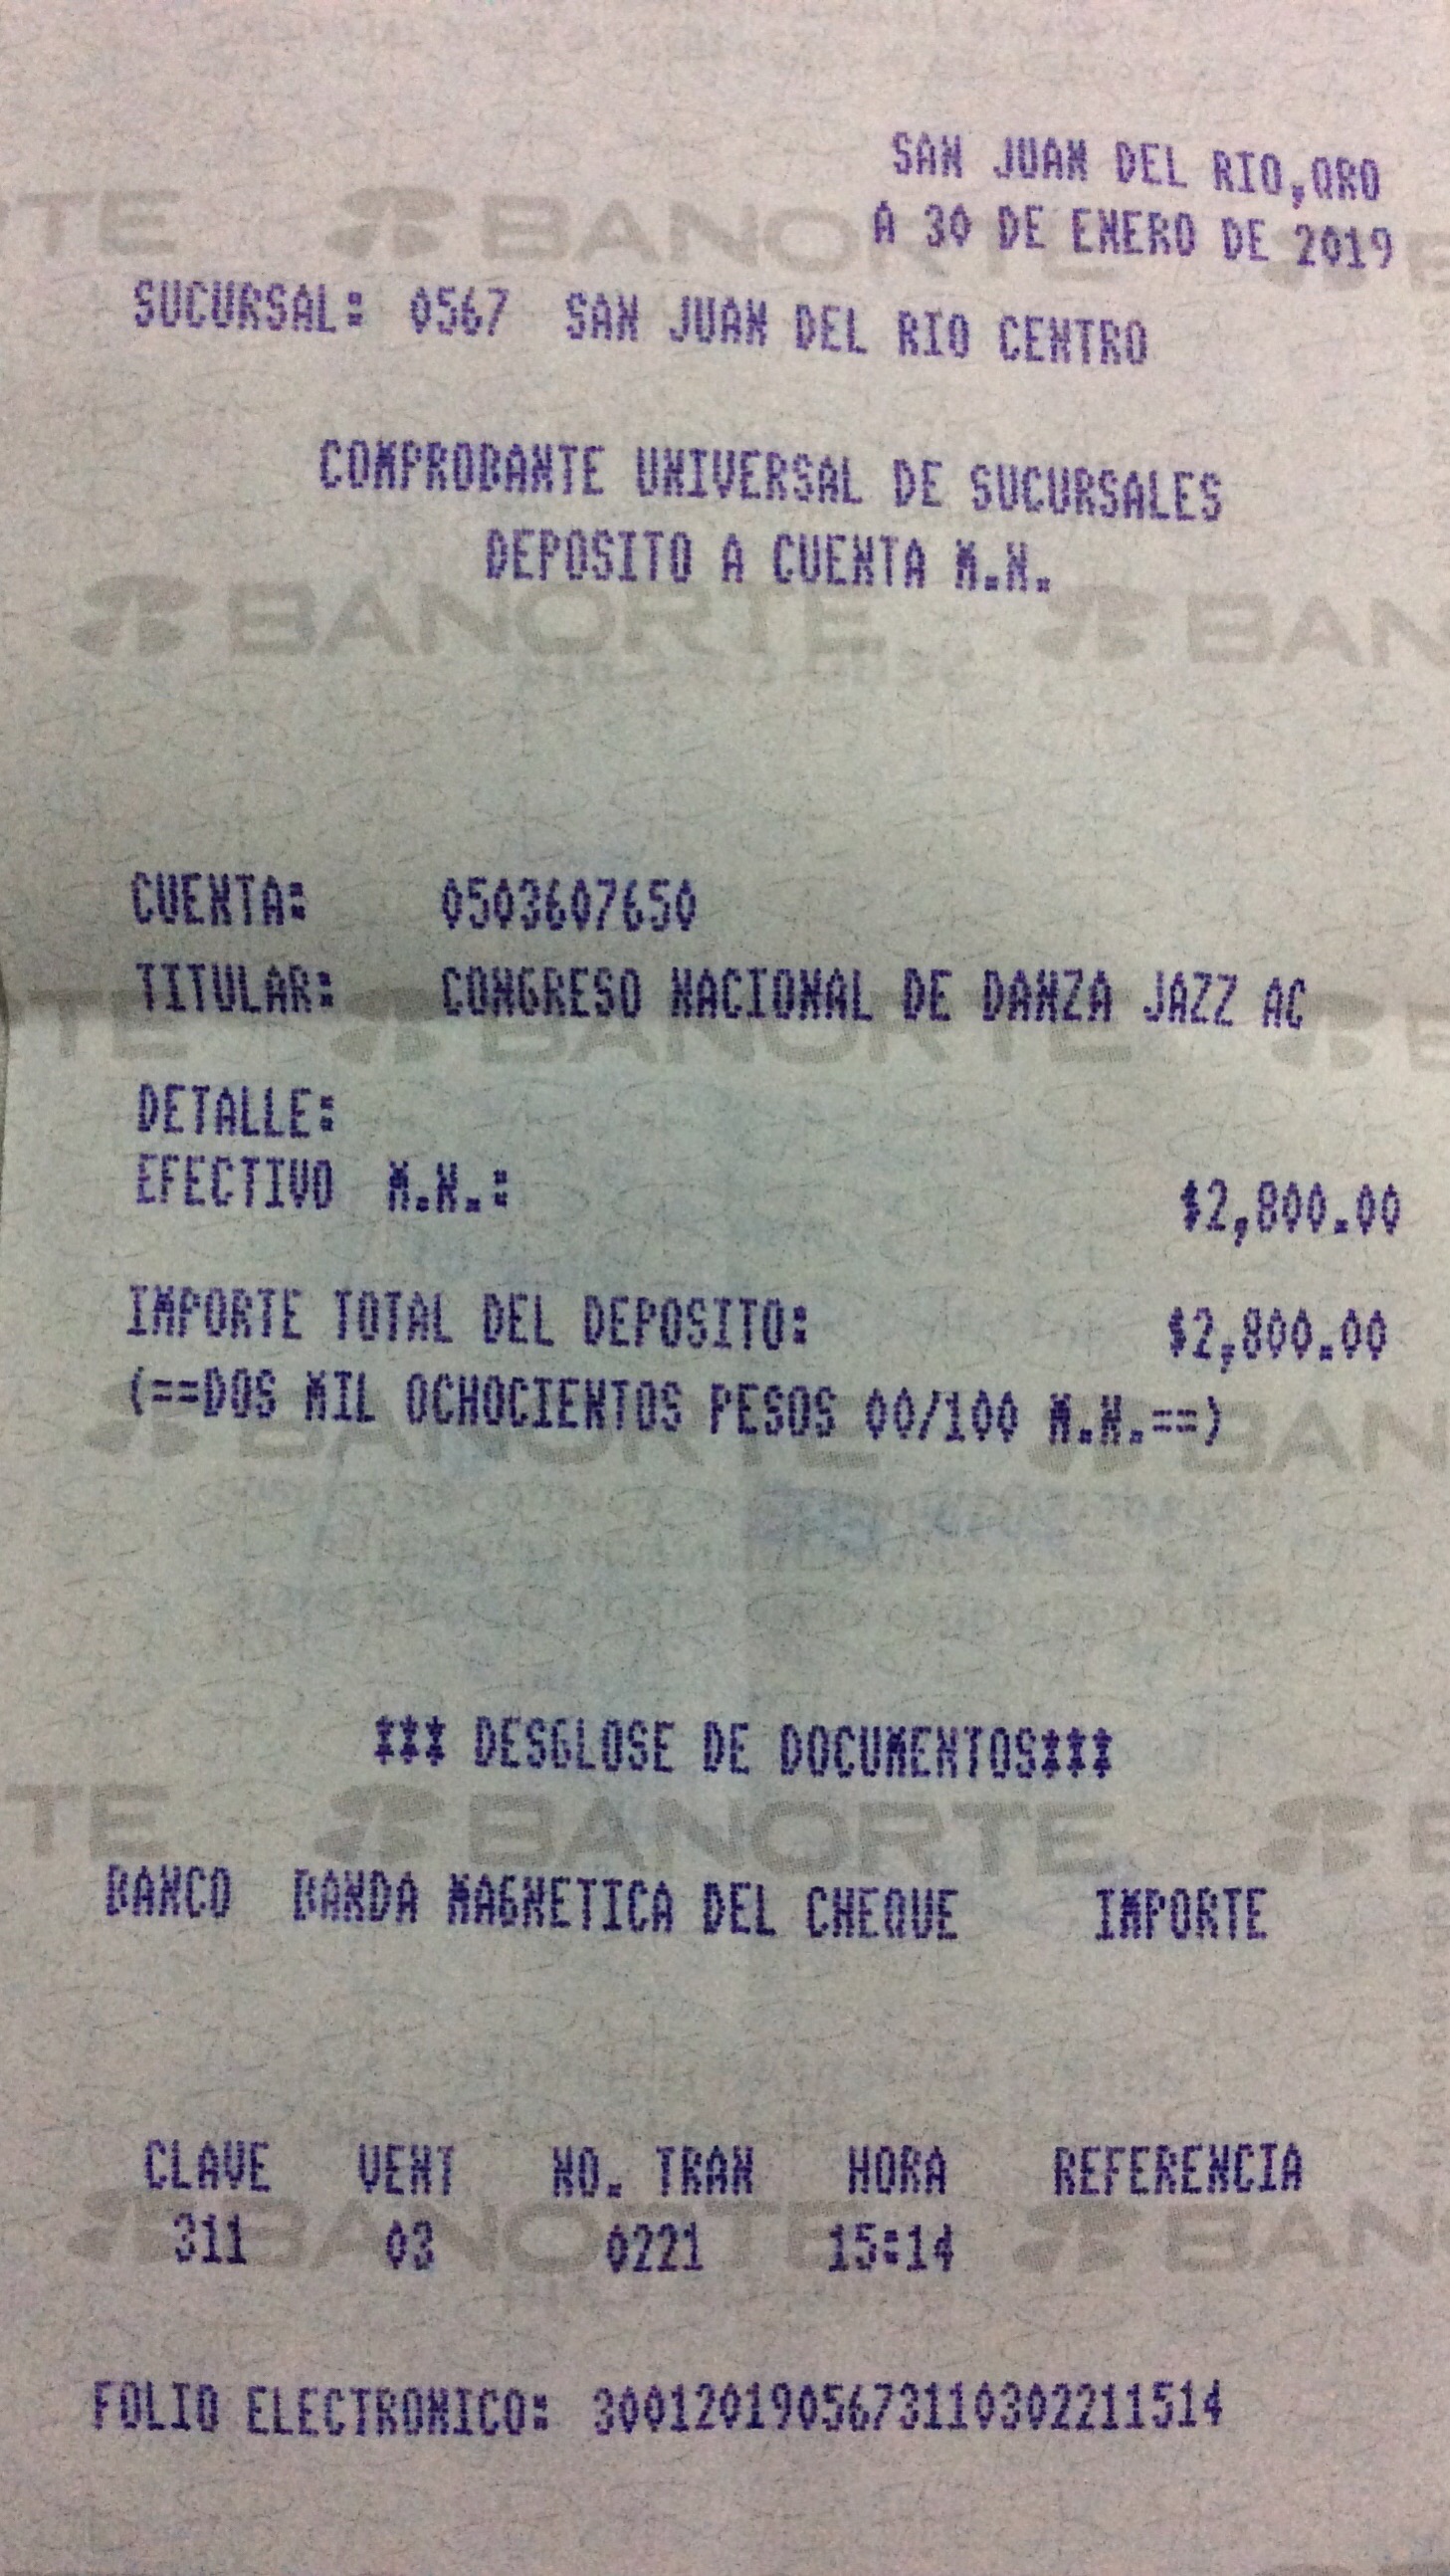 SAN JUAN DEL RIO,QRO
A 30 DE ENERO DE 2019
SUCURSAL: 0567 SAN JUAN DEL RIO CENTRO
COMPROBANTE UNIVERSAL DE SUCURSALES
DEPOSITO A CUENTA M.N.
CUENTA: 0503607650
TITULAR: CONGRESO NACIONAL DE DANZA JAZZ AC
DETALLE:
EFECTIVO M.N.: $2,800.00
IMPORTE TOTAL DEL DEPOSITO: $2,800.00
(==DOS MIL OCHOCIENTOS PESOS 00/100 M.N.==)
*** DESGLOSE DE DOCUMENTOS***
BANORTE
BANCO BANDA MAGNETICA DEL CHEQUE IMPORTE
CLAVE VENT NO. TRAN HORA REFERENCIA
311 03 0221 15:14
FOLIO ELECTRONICO: 3001201905673110302211514